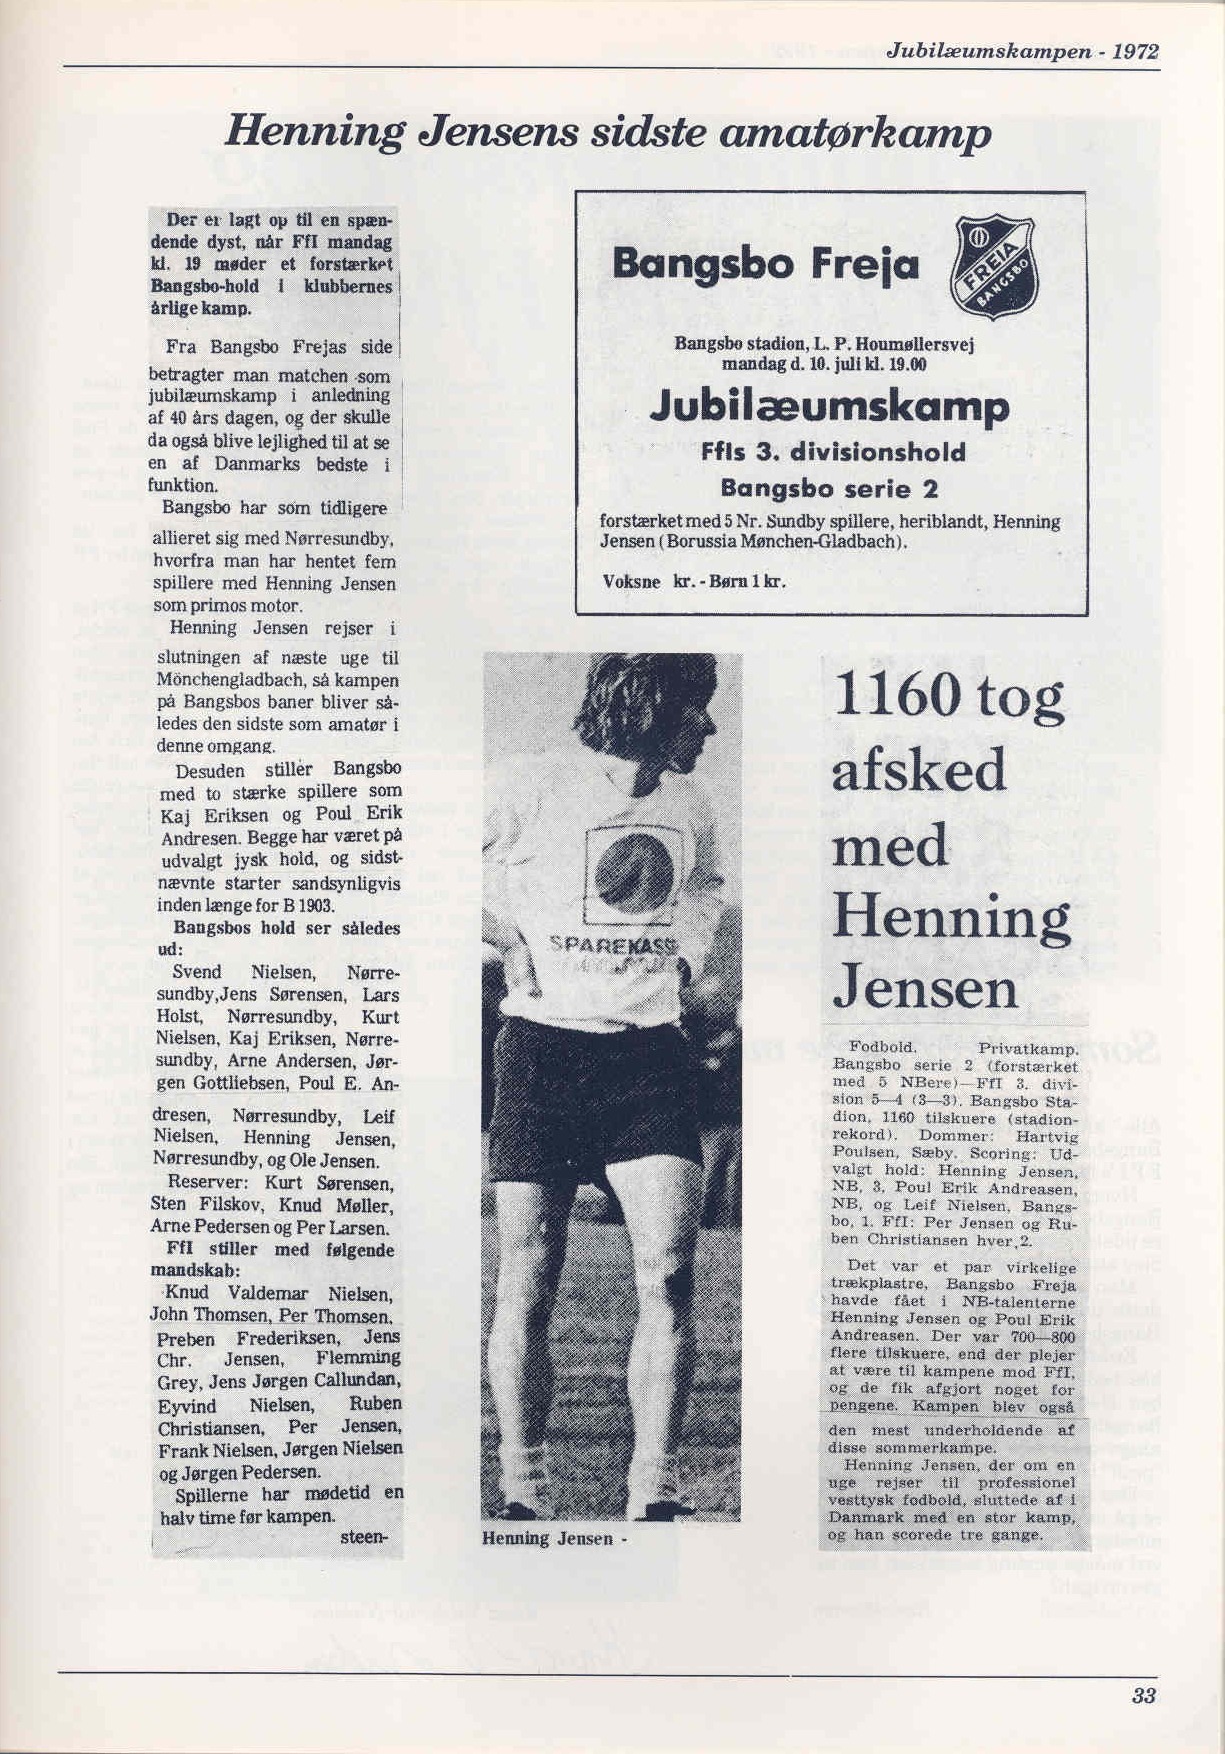 Jubilæumskampen - 1972
Henning Jensens sidste amatørkamp
Der er lagt op til en spæn-
dende dyst, når FfI mandag
kl. 19 møder et forstærket
Bangsbo-hold i klubbernes
årlige kamp.
Fra Bangsbo Frejas side
betragter man matchen som
jubilæumskamp i anledning
af 40 års dagen, og der skulle
da også blive lejlighed til at se
en af Danmarks bedste i
funktion.
Bangsbo har som tidligere
allieret sig med Nørresundby,
hvorfra man har hentet fem
spillere med Henning Jensen
som primos motor.
Henning Jensen rejser i
slutningen af næste uge til
Mönchengladbach, så kampen
på Bangsbos baner bliver så-
ledes den sidste som amatør i
denne omgang.
Desuden stiller Bangsbo
med to stærke spillere som
Kaj Eriksen og Poul Erik
Andresen. Begge har været på
udvalgt jysk hold, og sidst-
nævnte starter sandsynligvis
inden længe for B 1903.
Bangsbos hold ser således
ud:
Svend Nielsen, Nørre-
sundby,Jens Sørensen, Lars
Holst, Nørresundby, Kurt
Nielsen, Kaj Eriksen, Nørre-
sundby, Arne Andersen, Jør-
gen Gottliebsen, Poul E. An-
dresen, Nørresundby, Leif
Nielsen, Henning Jensen,
Nørresundby, og Ole Jensen.
Reserver: Kurt Sørensen,
Sten Filskov, Knud Møller,
Arne Pedersen og Per Larsen.
FfI stiller med følgende
mandskab:
Knud Valdemar Nielsen,
John Thomsen, Per Thomsen,
Preben Frederiksen, Jens
Chr. Jensen, Flemming
Grey, Jens Jørgen Callundan,
Eyvind Nielsen, Ruben
Christiansen, Per Jensen,
Frank Nielsen, Jørgen Nielsen
og Jørgen Pedersen.
Spillerne har mødetid en
halv time før kampen.
steen-
Bangsbo Freja
FREIA
BANGSBO
Bangsbo stadion, L. P. Houmøllersvej
mandag d. 10. juli kl. 19.00
Jubilæumskamp
FfIs 3. divisionshold
Bangsbo serie 2
forstærket med 5 Nr. Sundby spillere, heriblandt, Henning
Jensen (Borussia Mønchen-Gladbach).
Voksne kr. - Børn 1 kr.
SPAREKASS
Henning Jensen -
1160 tog
afsked
med
Henning
Jensen
Fodbold. Privatkamp.
Bangsbo serie 2 (forstærket
med 5 NBere)—FfI 3. divi-
sion 5—4 (3—3). Bangsbo Sta-
dion, 1160 tilskuere (stadion-
rekord). Dommer: Hartvig
Poulsen, Sæby. Scoring: Ud-
valgt hold: Henning Jensen,
NB, 3, Poul Erik Andreasen,
NB, og Leif Nielsen, Bangs-
bo, 1. FfI: Per Jensen og Ru-
ben Christiansen hver,2.
Det var et par virkelige
trækplastre, Bangsbo Freja
havde fået i NB-talenterne
Henning Jensen og Poul Erik
Andreasen. Der var 700—800
flere tilskuere, end der plejer
at være til kampene mod FfI,
og de fik afgjort noget for
pengene. Kampen blev også
den mest underholdende af
disse sommerkampe.
Henning Jensen, der om en
uge rejser til professionel
vesttysk fodbold, sluttede af i
Danmark med en stor kamp,
og han scorede tre gange.
33